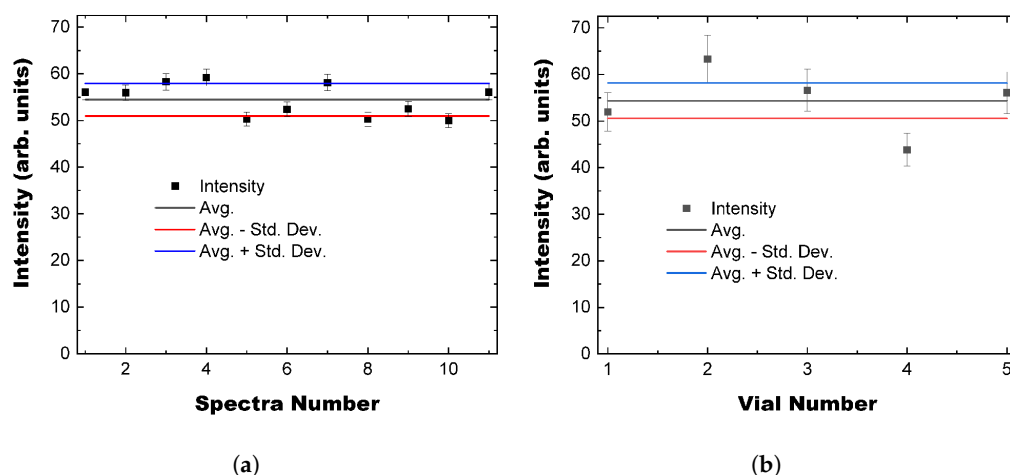 70
60
50
40
30
20
10
0
Intensity (arb. units)
Intensity
Avg.
Avg. - Std. Dev.
Avg. + Std. Dev.
2 4 6 8 10
Spectra Number
(a)
70
60
50
40
30
20
10
0
Intensity (arb. units)
Intensity
Avg.
Avg. - Std. Dev.
Avg. + Std. Dev.
1 2 3 4 5
Vial Number
(b)